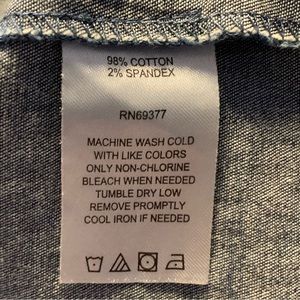 98% COTTON
2% SPANDEX
RN69377
MACHINE WASH COLD
WITH LIKE COLORS
ONLY NON-CHLORINE
BLEACH WHEN NEEDED
TUMBLE DRY LOW
REMOVE PROMPTLY
COOL IRON IF NEEDED